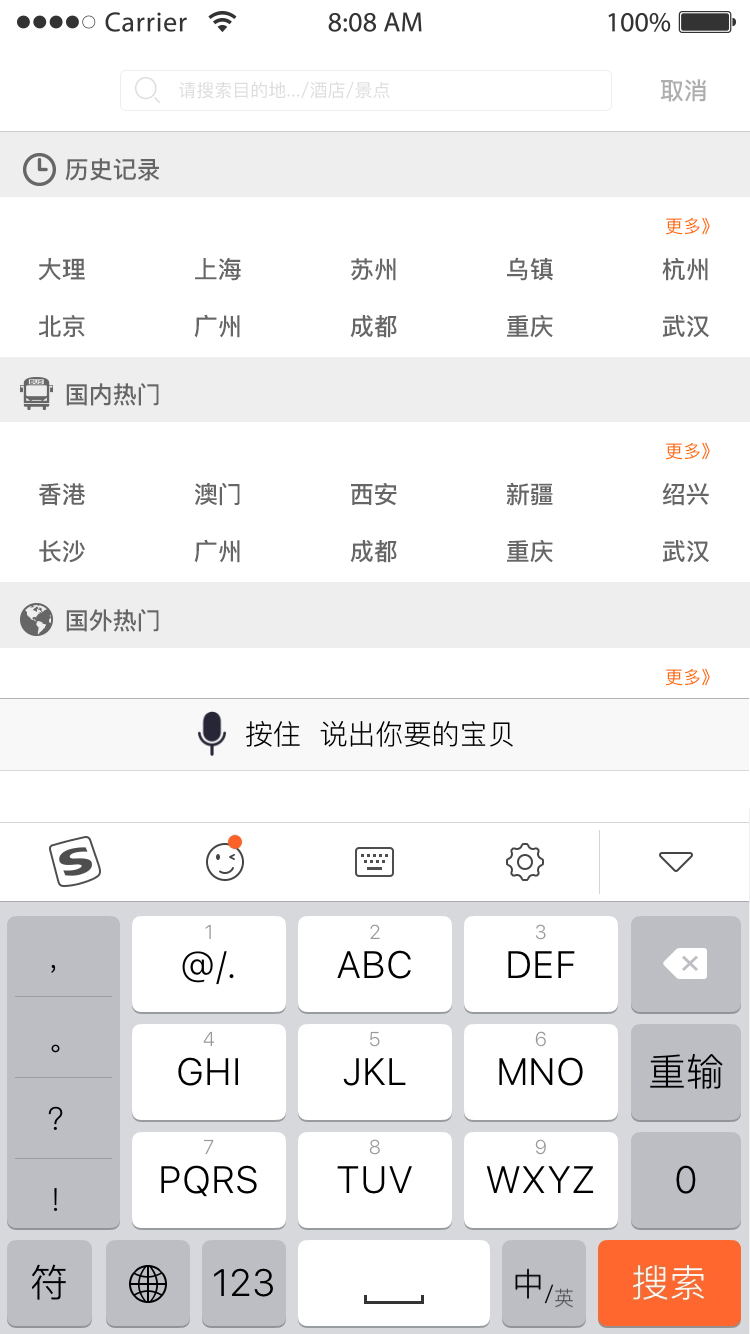 Carrier 8:08 AM 100%
请搜索目的地.../酒店/景点 取消
历史记录
更多》
大理 上海 苏州 乌镇 杭州
北京 广州 成都 重庆 武汉
BUS 国内热门
更多》
香港 澳门 西安 新疆 绍兴
长沙 广州 成都 重庆 武汉
国外热门
更多》
按住 说出你要的宝贝
S
, 1 2 3
@/. ABC DEF
。 4 5 6
GHI JKL MNO 重输
? 7 8 9
! PQRS TUV WXYZ 0
符 123 中/英 搜索